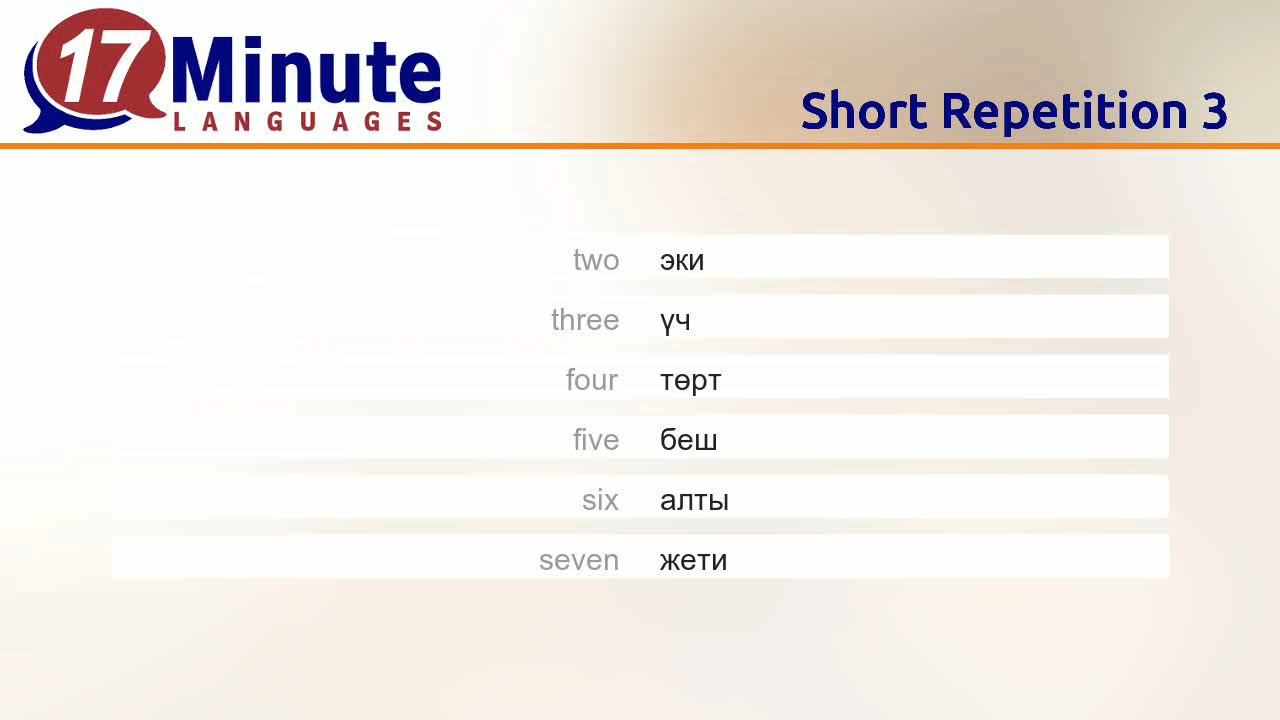 17 Minute
LANGUAGES
Short Repetition 3
two эки
three үч
four төрт
five беш
six алты
seven жети